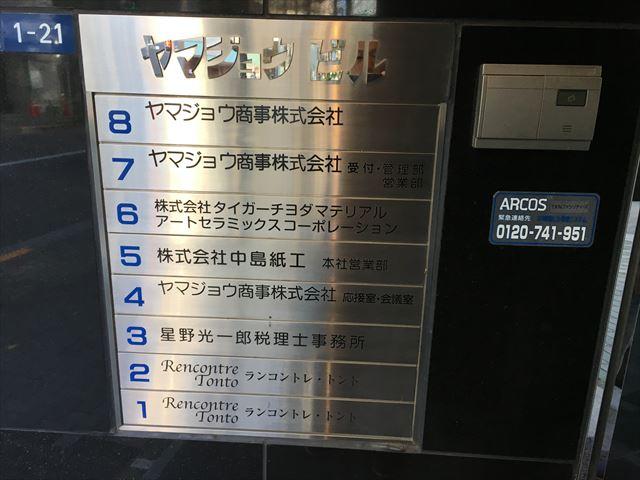 1-21
ヤマジョウ ビル
8 ヤマジョウ商事株式会社
7 ヤマジョウ商事株式会社 受付・管理部
営業部
6 株式会社タイガーチヨダマテリアル
アートセラミックスコーポレーション
5 株式会社中島紙工 本社営業部
4 ヤマジョウ商事株式会社 応接室・会議室
3 星野光一郎税理士事務所
2 Rencontre
Tonto ランコントレ・トント
1 Rencontre
Tonto ランコントレ・トント
ARCOS
緊急連絡先
0120-741-951